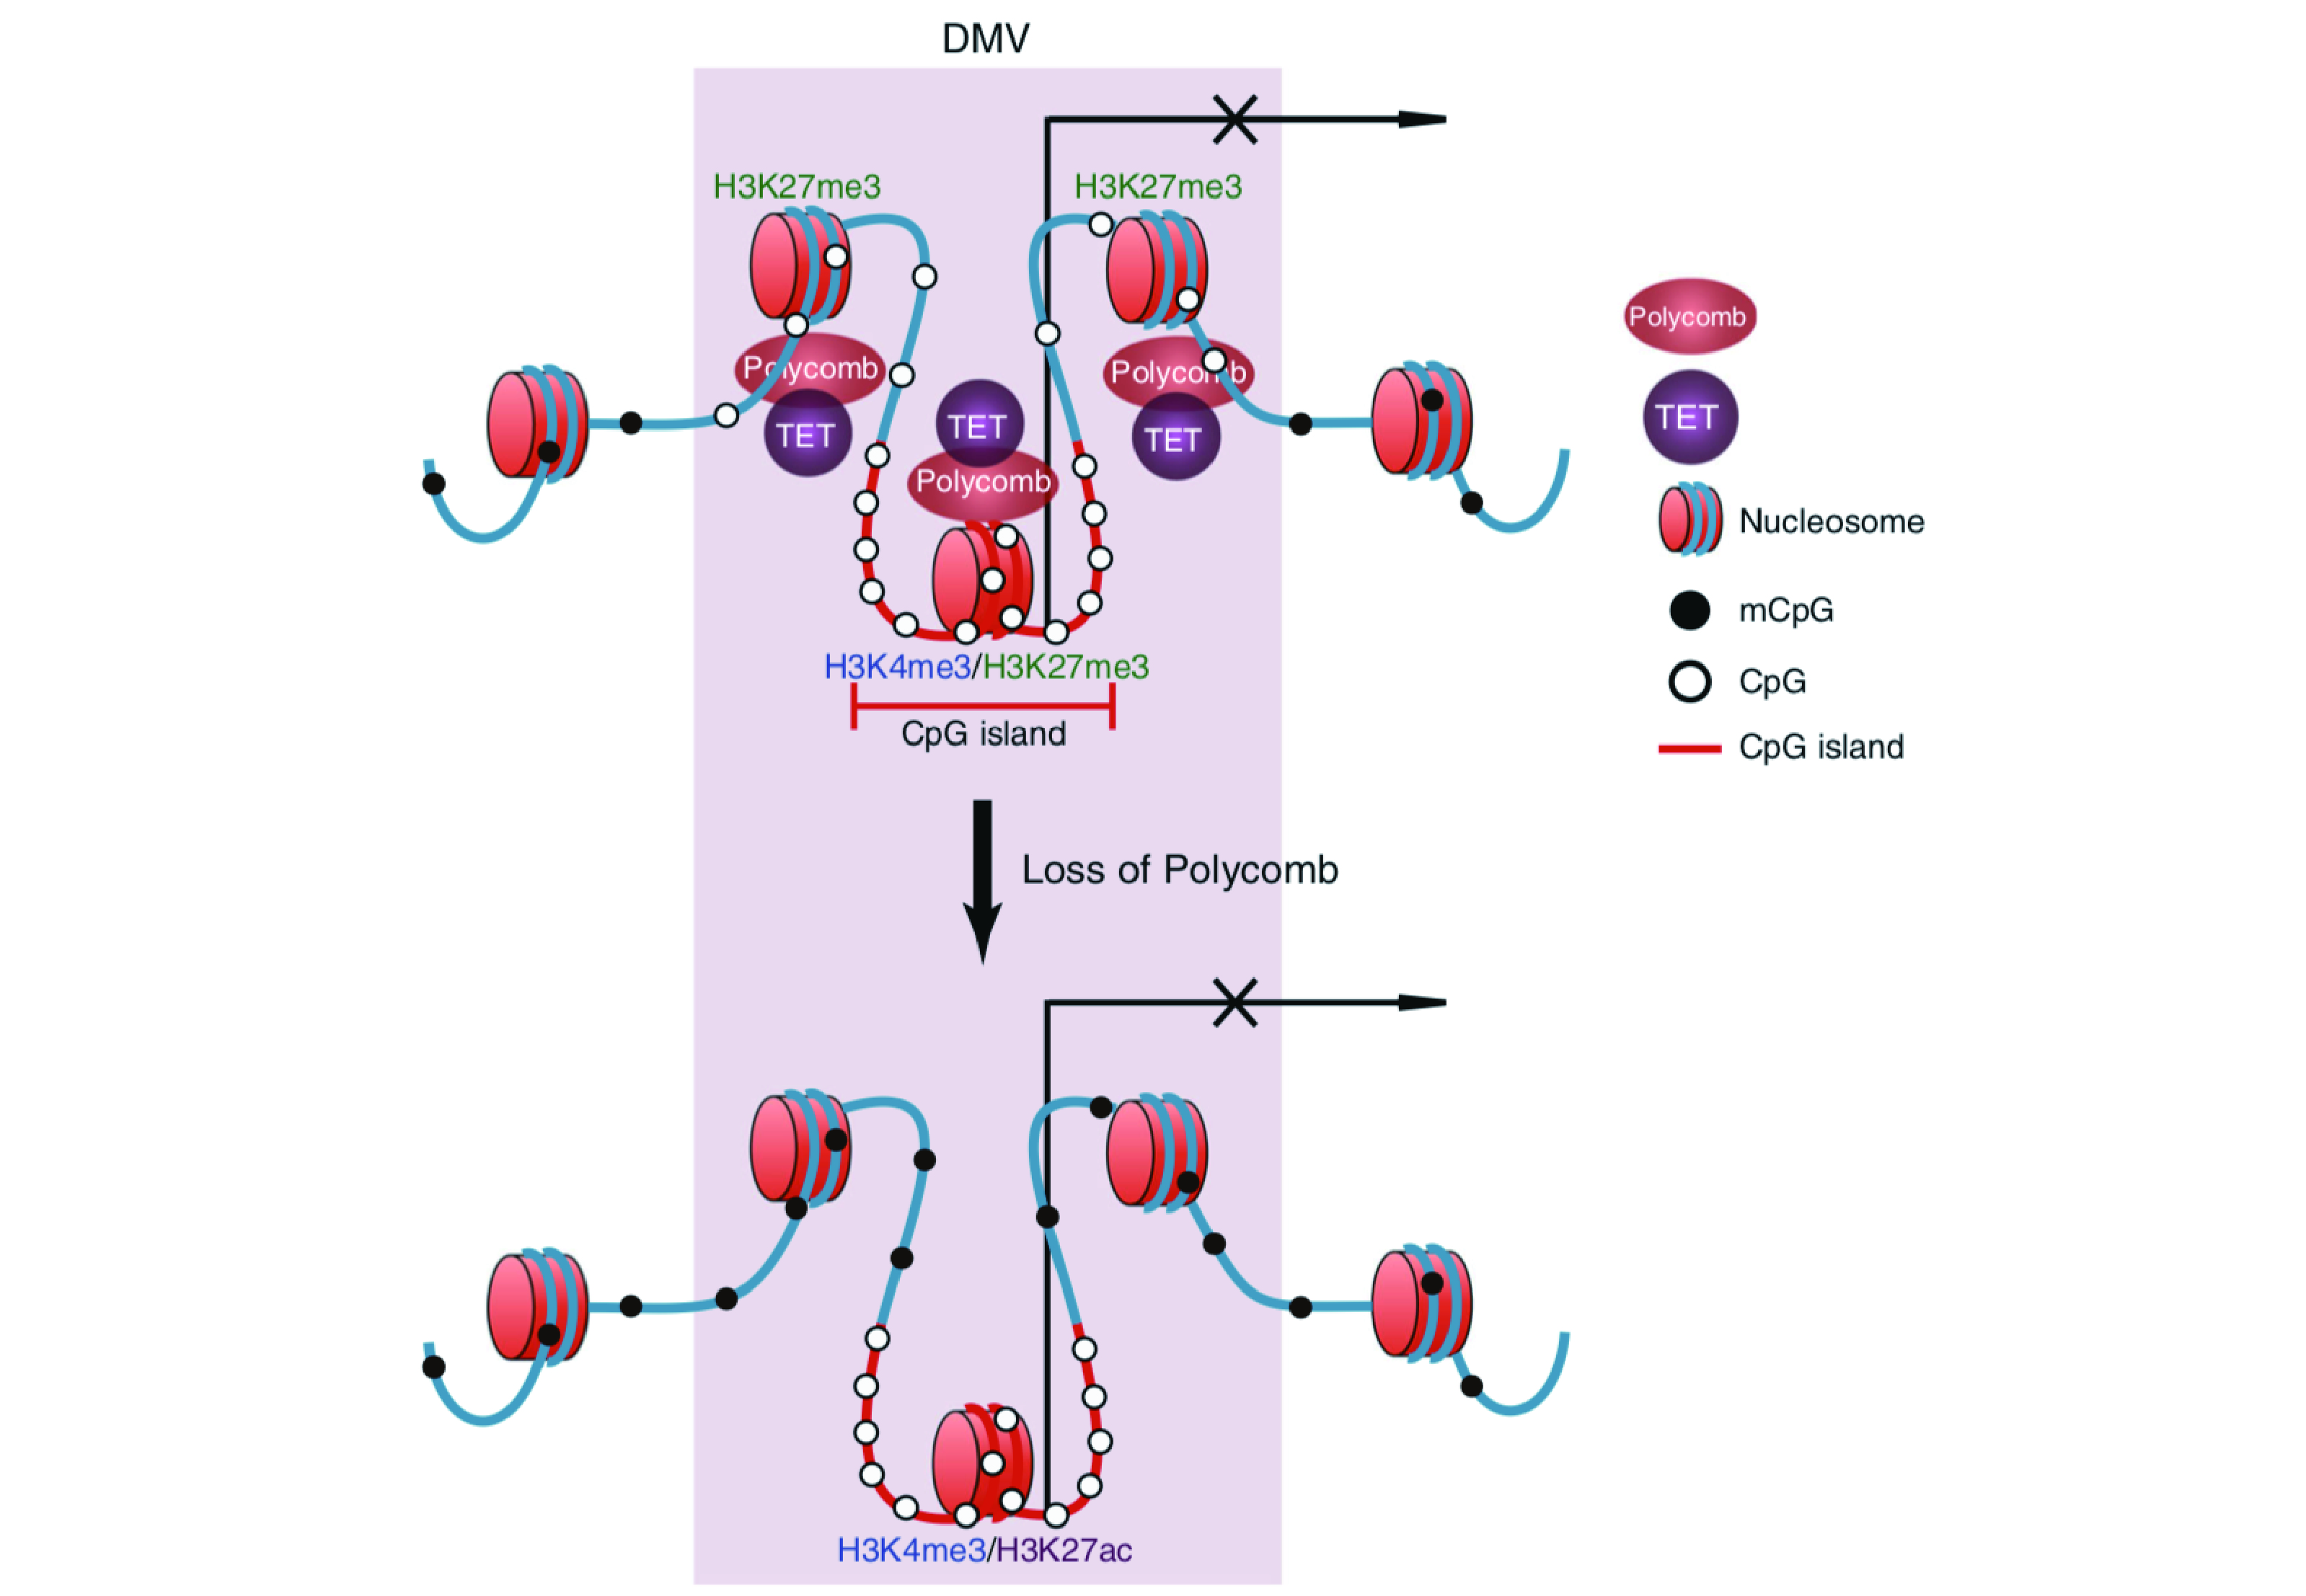 DMV
H3K27me3
H3K27me3
Polycomb
TET
TET
Polycomb
Polycomb
TET
H3K4me3/H3K27me3
CpG island
Polycomb
TET
Nucleosome
mCpG
CpG
CpG island
Loss of Polycomb
H3K4me3/H3K27ac